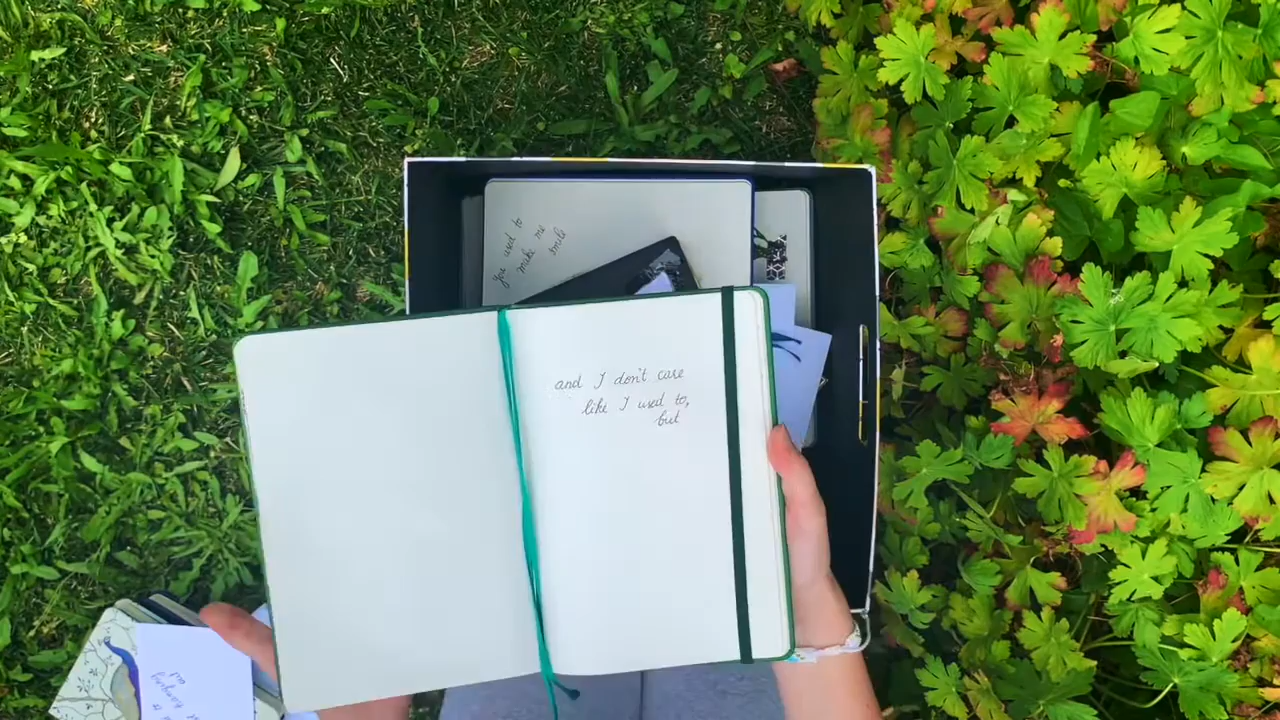 You used to
make me
smile
and I don't care
like I used to,
but